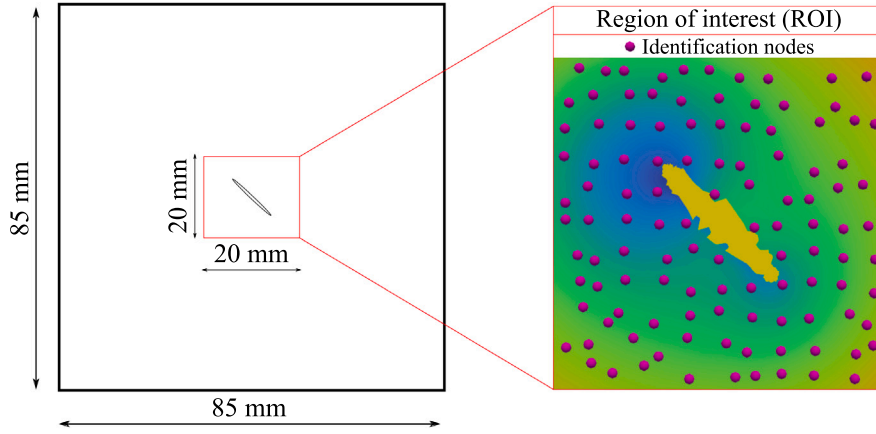 Region of interest (ROI)
Identification nodes
85 mm
20 mm
20 mm
85 mm